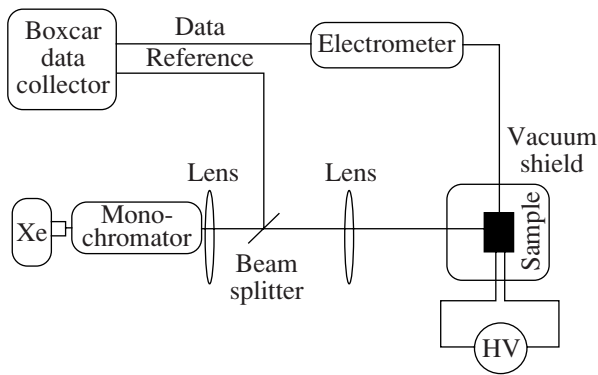 Boxcar
data
collector
Data
Reference
Electrometer
Vacuum
shield
Lens
Lens
Xe
Mono-
chromator
Beam
splitter
Sample
HV